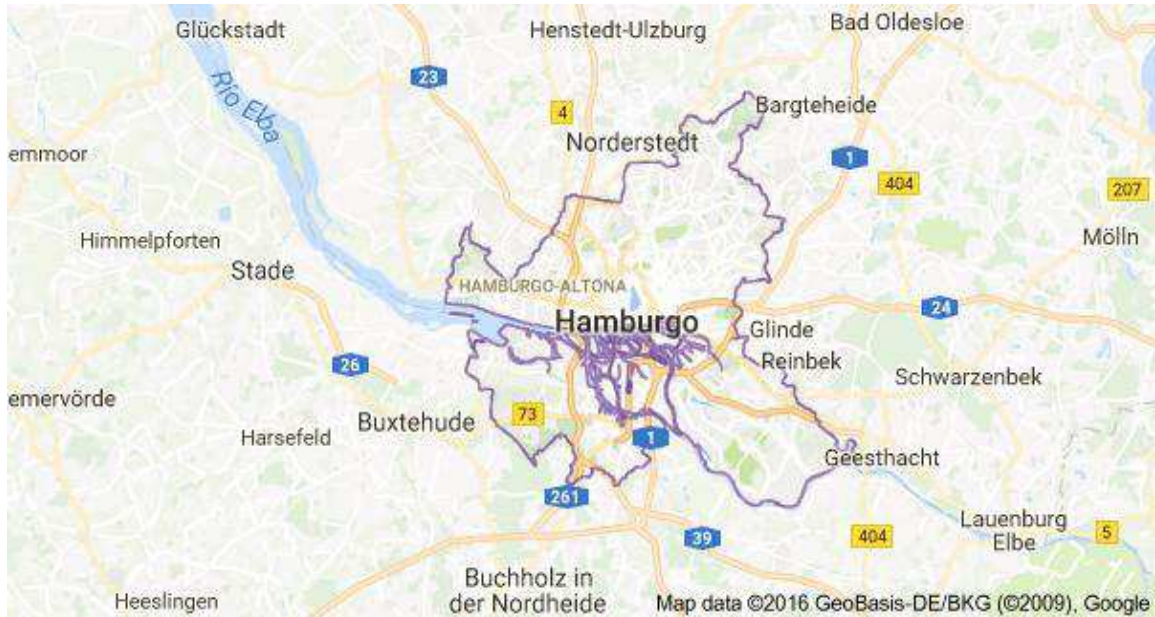 Glückstadt
Henstedt-Ulzburg
Bad Oldesloe
23
Río Elba
4
Bargteheide
Norderstedt
emmoor
1
404
207
Himmelpforten
Mölln
Stade
HAMBURGO-ALTONA
24
Hamburgo
Glinde
Reinbek
26
Schwarzenbek
emervörde
73
Buxtehude
Harsefeld
1
Geesthacht
261
Lauenburg
Elbe
5
39
404
Buchholz in
der Nordheide
Heeslingen
Map data ©2016 GeoBasis-DE/BKG (©2009), Google